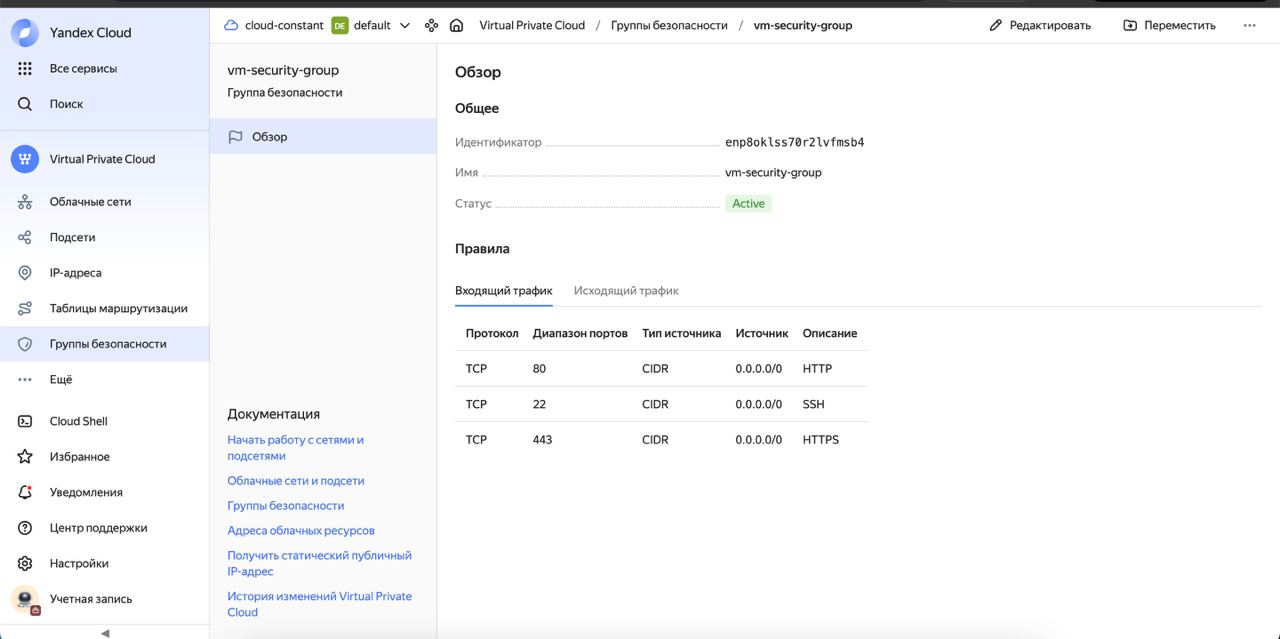 Yandex Cloud
Все сервисы
Поиск
Virtual Private Cloud
Облачные сети
Подсети
IP-адреса
Таблицы маршрутизации
Группы безопасности
Ещё
Cloud Shell
Избранное
Уведомления
Центр поддержки
Настройки
Учетная запись
cloud-constant DE default Virtual Private Cloud / Группы безопасности / vm-security-group Редактировать Переместить
vm-security-group
Группа безопасности
Обзор
Документация
Начать работу с сетями и
подсетями
Облачные сети и подсети
Группы безопасности
Адреса облачных ресурсов
Получить статический публичный
IP-адрес
История изменений Virtual Private
Cloud
Обзор
Общее
Идентификатор enp8oklss70r2lvfmsb4
Имя vm-security-group
Статус Active
Правила
Входящий трафик Исходящий трафик
Протокол Диапазон портов Тип источника Источник Описание
TCP 80 CIDR 0.0.0.0/0 HTTP
TCP 22 CIDR 0.0.0.0/0 SSH
TCP 443 CIDR 0.0.0.0/0 HTTPS